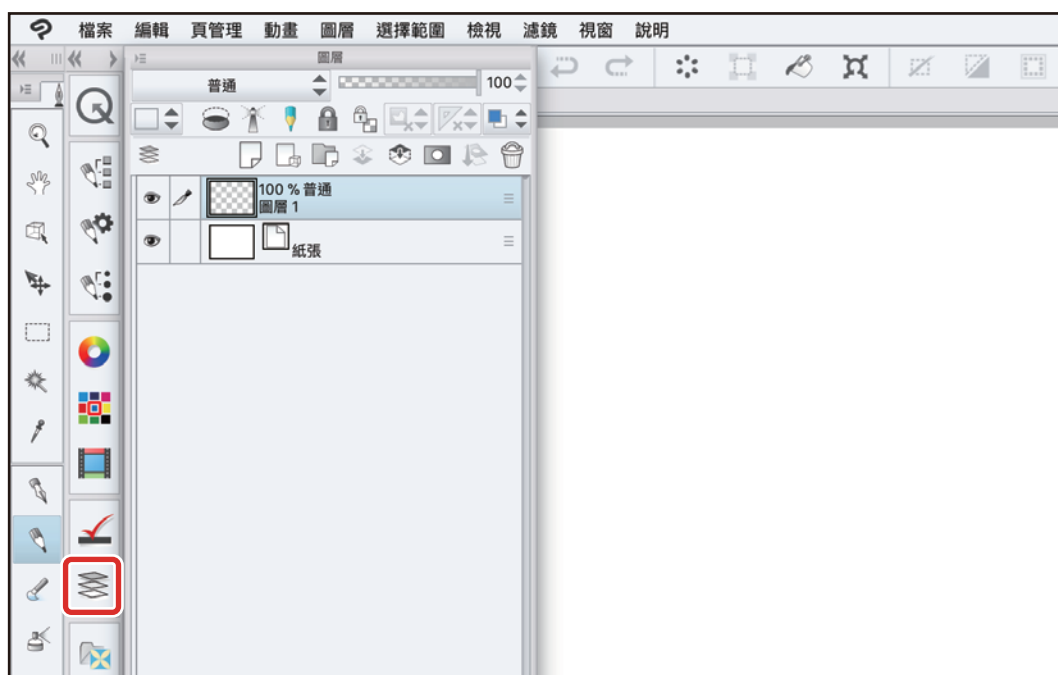 檔案 編輯 頁管理 動畫 圖層 選擇範圍 檢視 濾鏡 視窗 說明
圖層
普通 100
100 % 普通
圖層 1
紙張